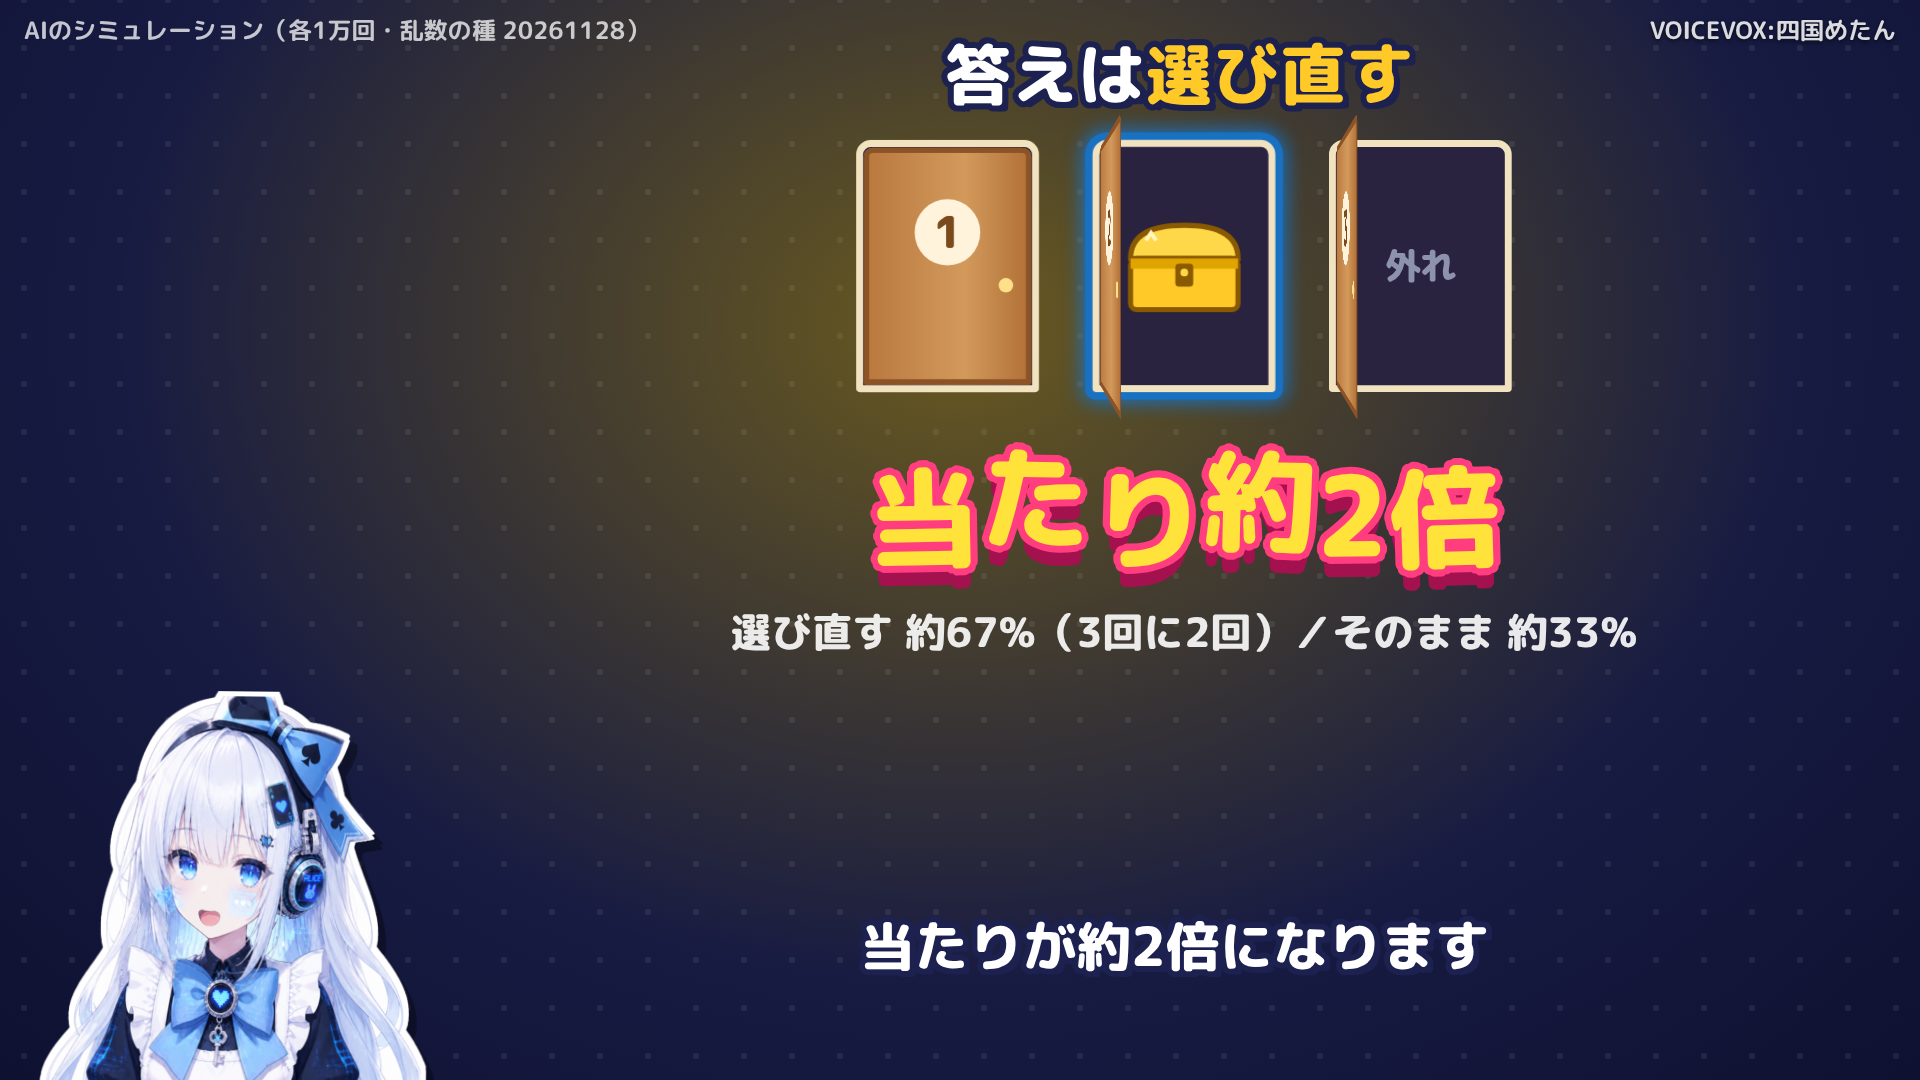 AIのシミュレーション（各1万回・乱数の種 20261128）
VOICEVOX:四国めたん
答えは選び直す
1
外れ
当たり約2倍
選び直す 約67%（3回に2回）／そのまま 約33%
当たりが約2倍になります